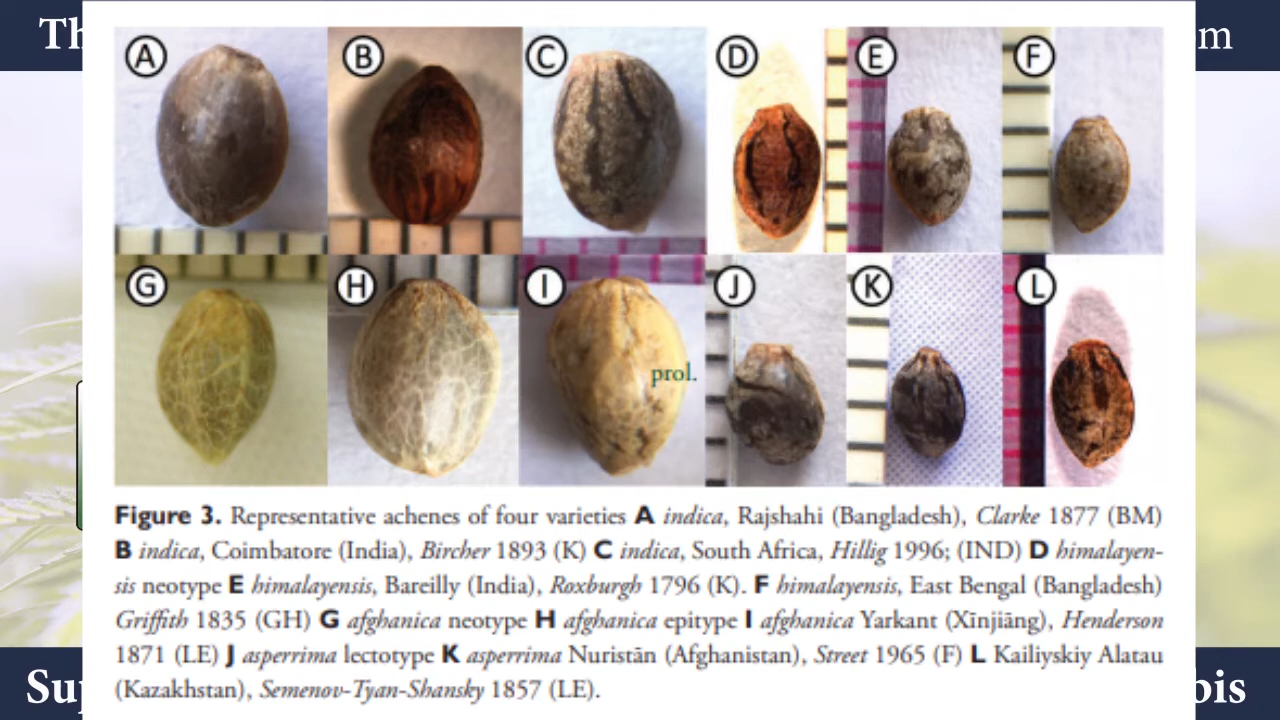 Th
m
A
B
C
D
E
F
G
H
I
J
K
L
prol.
Figure 3. Representative achenes of four varieties A indica, Rajshahi (Bangladesh), Clarke 1877 (BM)
B indica, Coimbatore (India), Bircher 1893 (K) C indica, South Africa, Hillig 1996; (IND) D himalayen-
sis neotype E himalayensis, Bareilly (India), Roxburgh 1796 (K). F himalayensis, East Bengal (Bangladesh)
Griffith 1835 (GH) G afghanica neotype H afghanica epitype I afghanica Yarkant (Xīnjiāng), Henderson
1871 (LE) J asperrima lectotype K asperrima Nuristān (Afghanistan), Street 1965 (F) L Kailiyskiy Alatau
(Kazakhstan), Semenov-Tyan-Shansky 1857 (LE).
Sup
bis